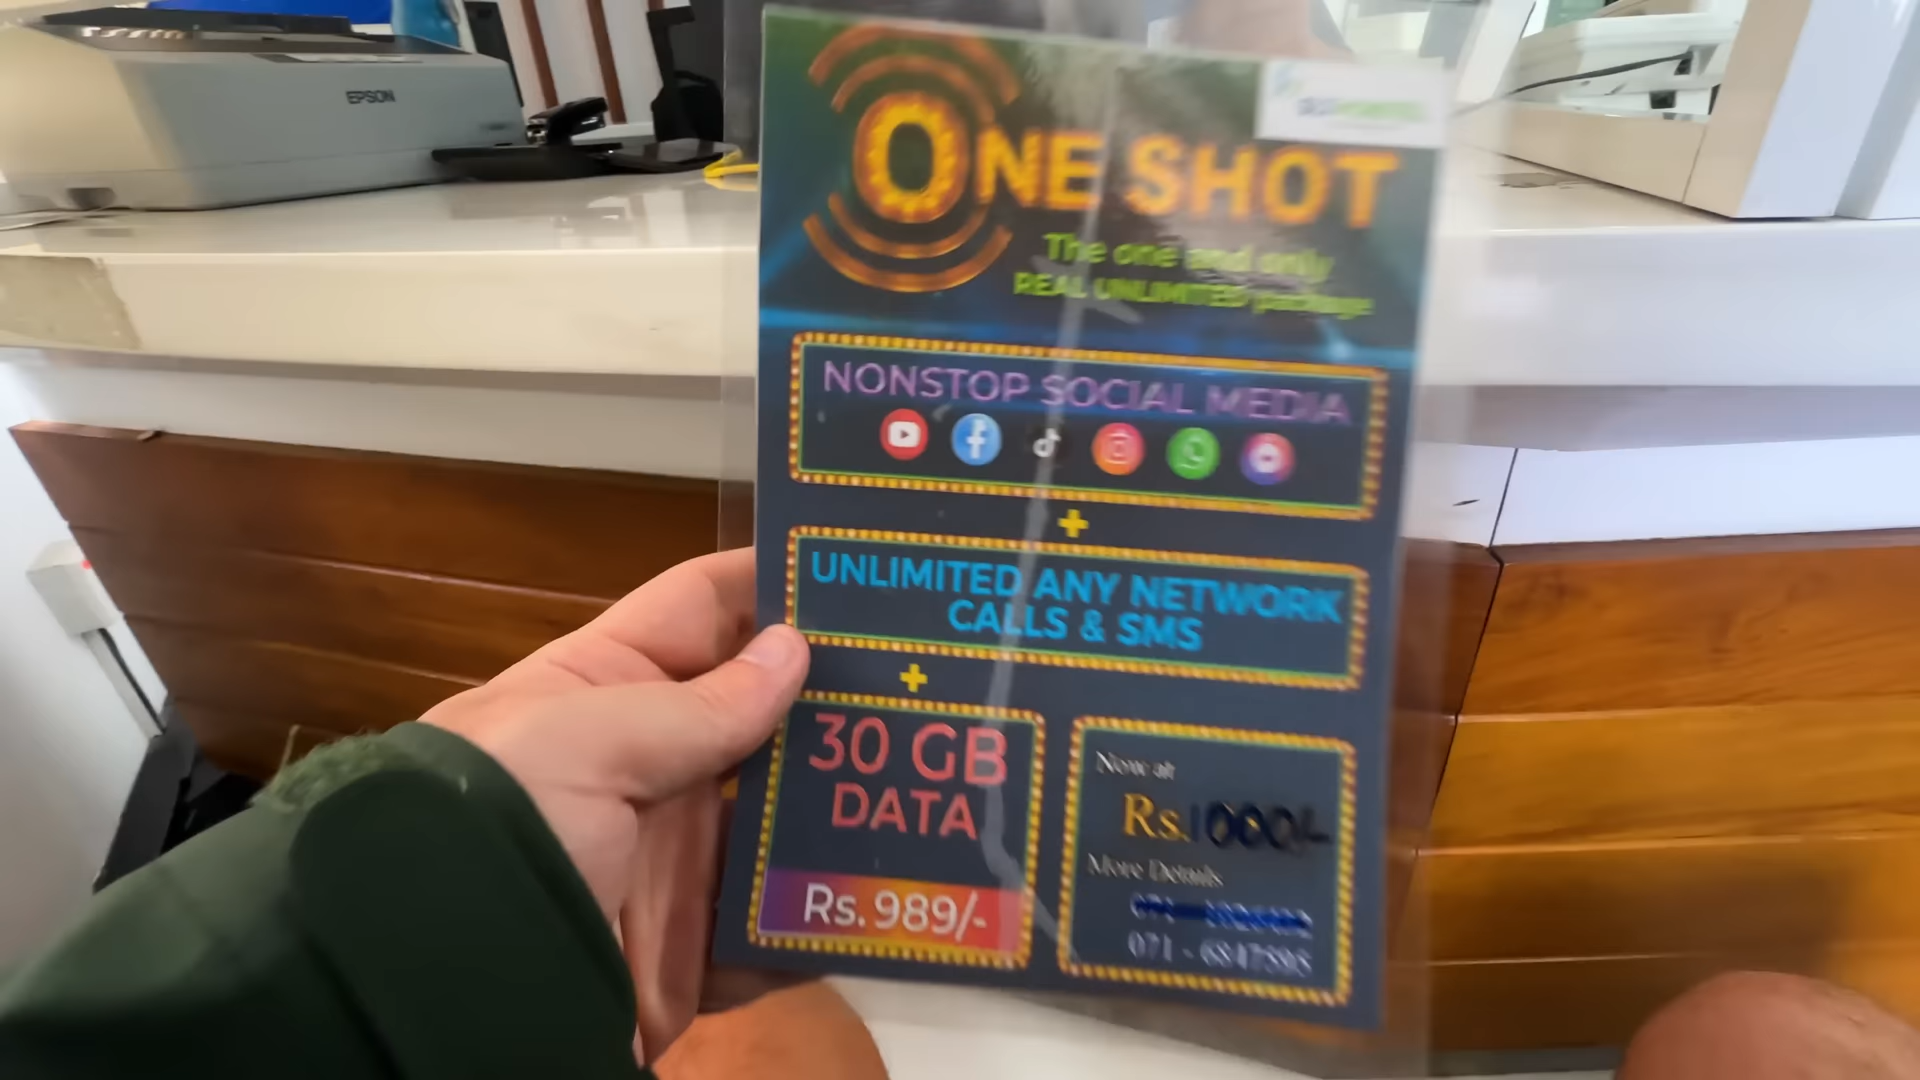 EPSON
ONE SHOT
The one and only
REAL UNLIMITED package
NONSTOP SOCIAL MEDIA
+
UNLIMITED ANY NETWORK
CALLS & SMS
+
30 GB
DATA
Rs. 989/-
Now at
Rs.1000/-
More Details
071 - 6847595